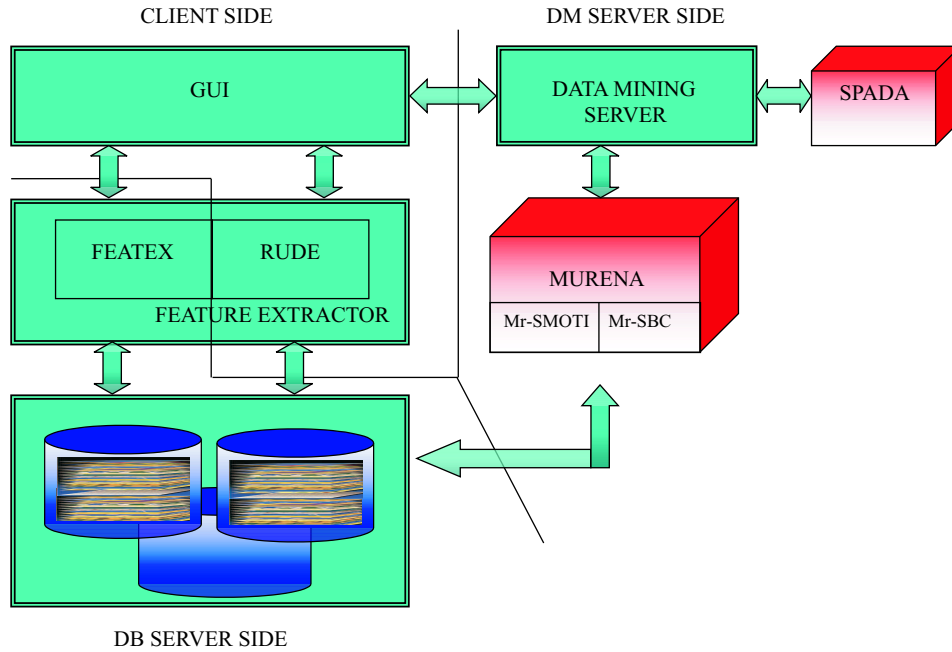 CLIENT SIDE
DM SERVER SIDE
GUI
DATA MINING
SERVER
SPADA
FEATEX
RUDE
FEATURE EXTRACTOR
MURENA
Mr-SMOTI
Mr-SBC
DB SERVER SIDE